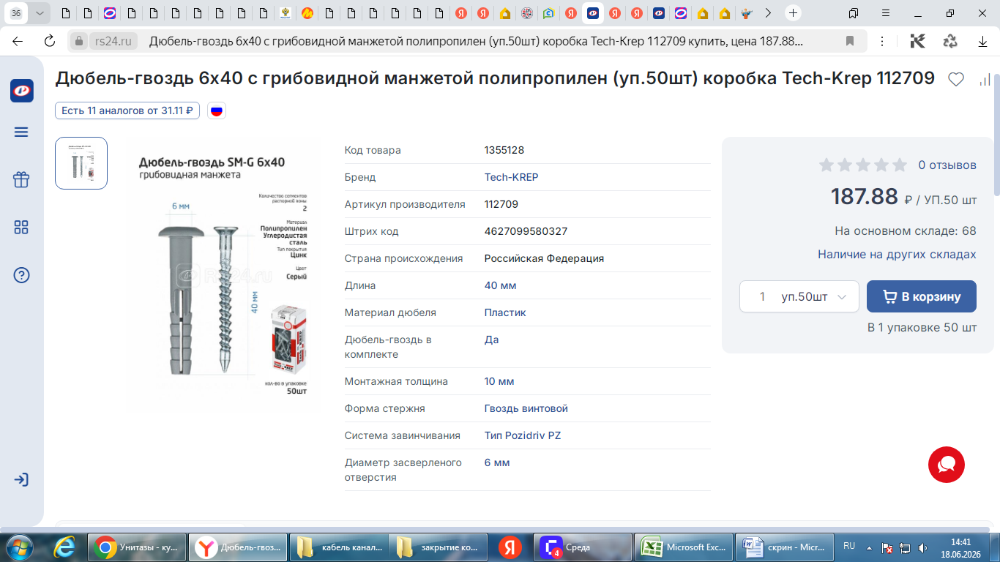 36
rs24.ru
Дюбель-гвоздь 6х40 с грибовидной манжетой полипропилен (уп.50шт) коробка Tech-Krep 112709 купить, цена 187.88...
Дюбель-гвоздь 6х40 с грибовидной манжетой полипропилен (уп.50шт) коробка Tech-Krep 112709
Есть 11 аналогов от 31.11 ₽
Дюбель-гвоздь SM-G 6х40
грибовидная манжета
Количество сегментов
распорной зоны
2
6 мм
Материал
Полипропилен
Углеродистая
сталь
Тип покрытия
Цинк
Цвет
Серый
RS24.ru
40 мм
кол-во в упаковке
50шт
Код товара 1355128
Бренд Tech-KREP
Артикул производителя 112709
Штрих код 4627099580327
Страна происхождения Российская Федерация
Длина 40 мм
Материал дюбеля Пластик
Дюбель-гвоздь в комплекте Да
Монтажная толщина 10 мм
Форма стержня Гвоздь винтовой
Система завинчивания Тип Pozidriv PZ
Диаметр засверленого отверстия 6 мм
0 отзывов
187.88 ₽ / УП.50 шт
На основном складе: 68
Наличие на других складах
1 уп.50шт
В корзину
В 1 упаковке 50 шт
Унитазы - ку...
Дюбель-гвоз...
кабель канал...
закрытие ко...
4
Среда
Microsoft Exc...
скрин - Micr...
RU
14:41
18.06.2026